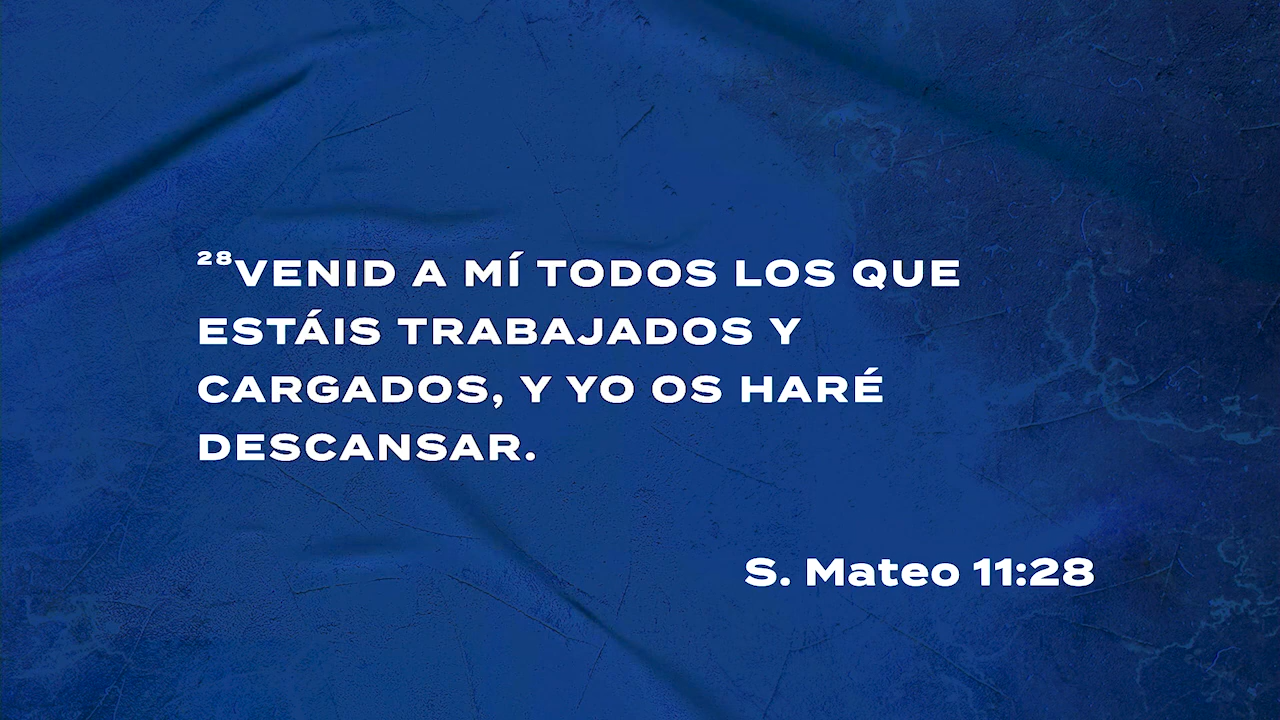 28VENID A MÍ TODOS LOS QUE
ESTÁIS TRABAJADOS Y
CARGADOS, Y YO OS HARÉ
DESCANSAR.
S. Mateo 11:28